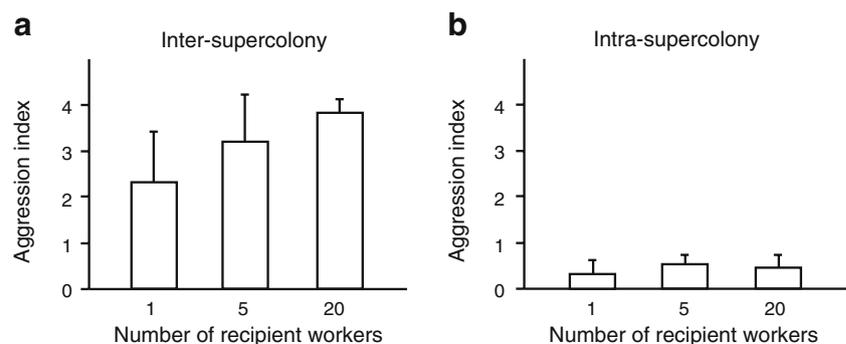 a
Inter-supercolony
Aggression index
4
3
2
1
0
1 5 20
Number of recipient workers
b
Intra-supercolony
Aggression index
4
3
2
1
0
1 5 20
Number of recipient workers